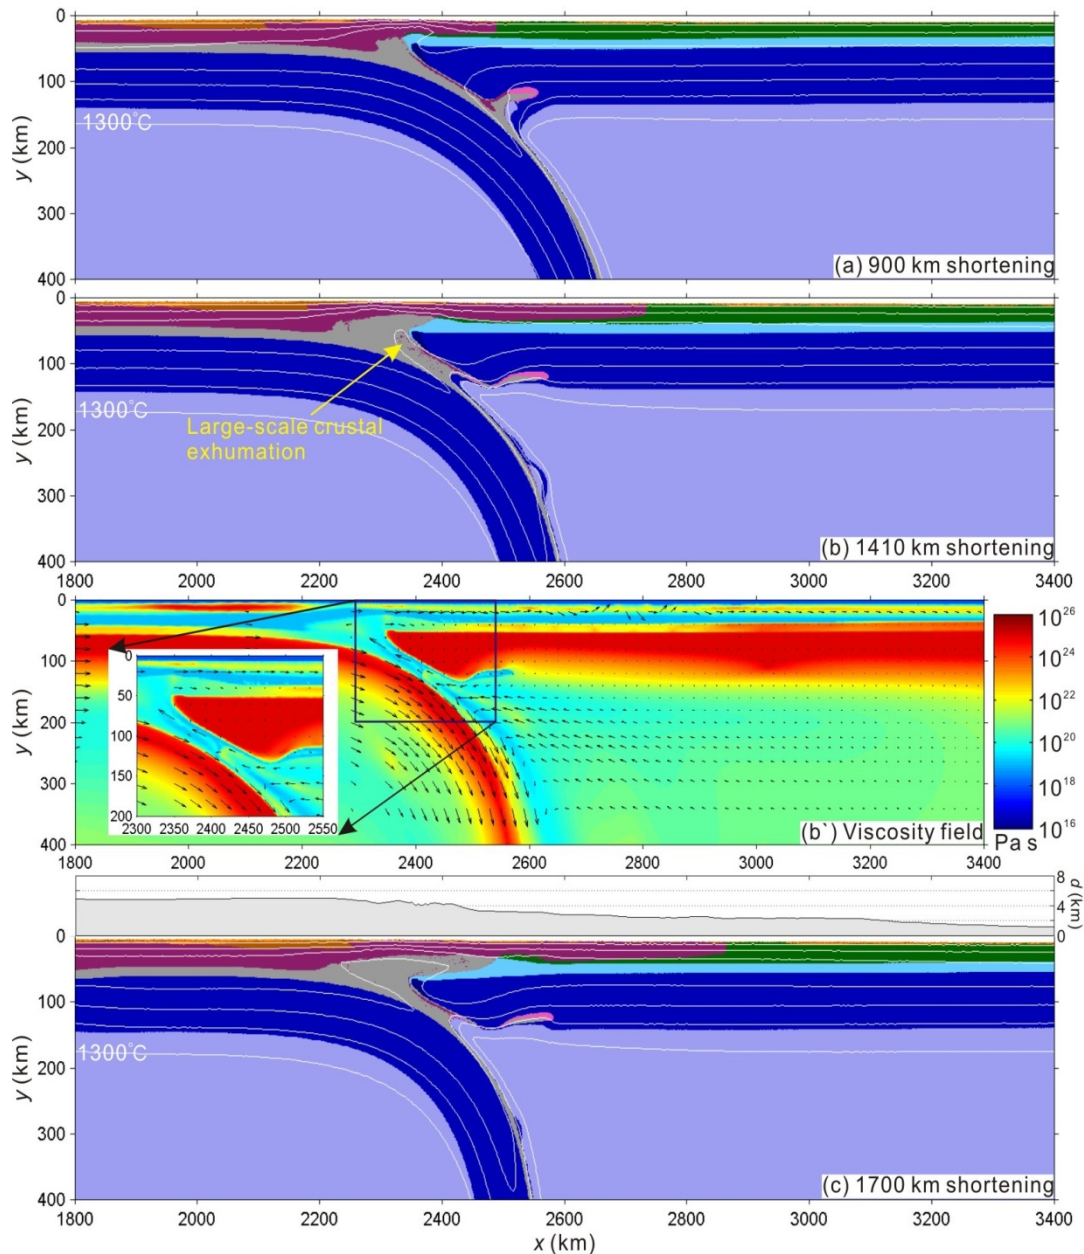 0
100
200
300
400
y (km)
1300°C
(a) 900 km shortening
0
100
200
300
400
y (km)
1300°C
Large-scale crustal
exhumation
(b) 1410 km shortening
1800 2000 2200 2400 2600 2800 3000 3200 3400
0
100
200
300
400
y (km)
0
50
100
150
200
2300 2350 2400 2450 2500 2550
(b`) Viscosity field
10^26
10^24
10^22
10^20
10^18
10^16
Pa s
1800 2000 2200 2400 2600 2800 3000 3200 3400
8
4
0
d (km)
0
100
200
300
400
y (km)
1300°C
(c) 1700 km shortening
1800 2000 2200 2400 2600 2800 3000 3200 3400
x (km)